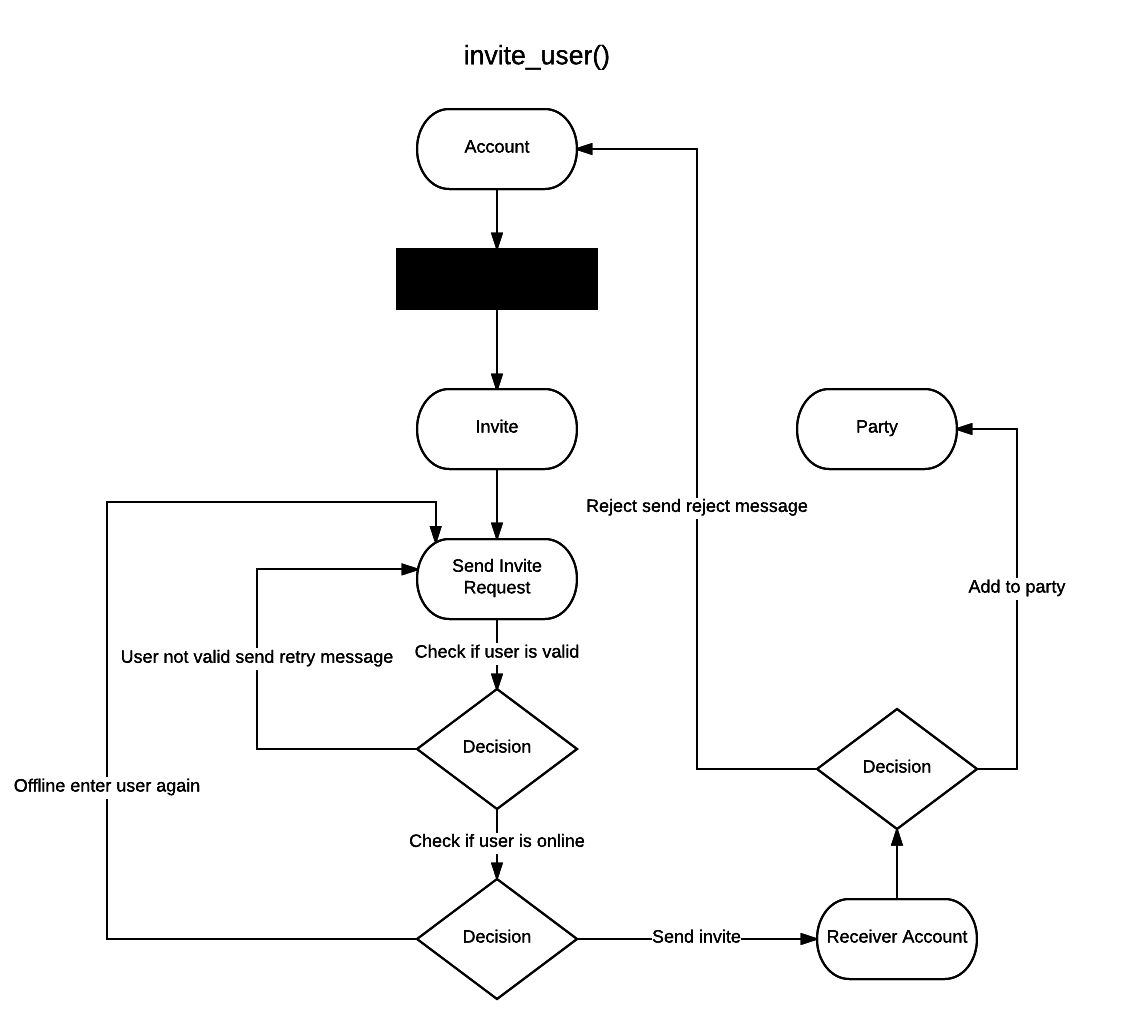 invite_user()
Account
Invite
Party
Reject send reject message
Send Invite
Request
Add to party
User not valid send retry message
Check if user is valid
Decision
Decision
Offline enter user again
Check if user is online
Decision
Send invite
Receiver Account